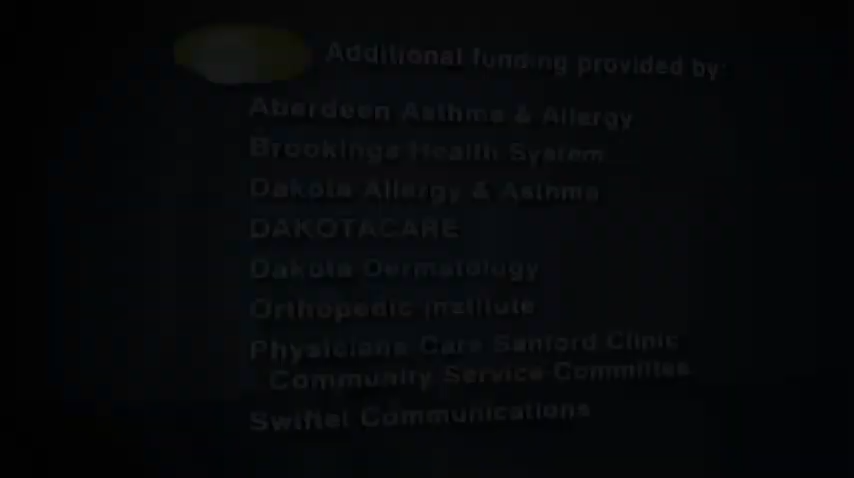 Additional funding provided by:
Aberdeen Asthma & Allergy
Brookings Health System
Dakota Allergy & Asthma
DAKOTACARE
Dakota Dermatology
Orthopedic Institute
Physicians Care Sanford Clinic
Community Service Committee
Swiftel Communications